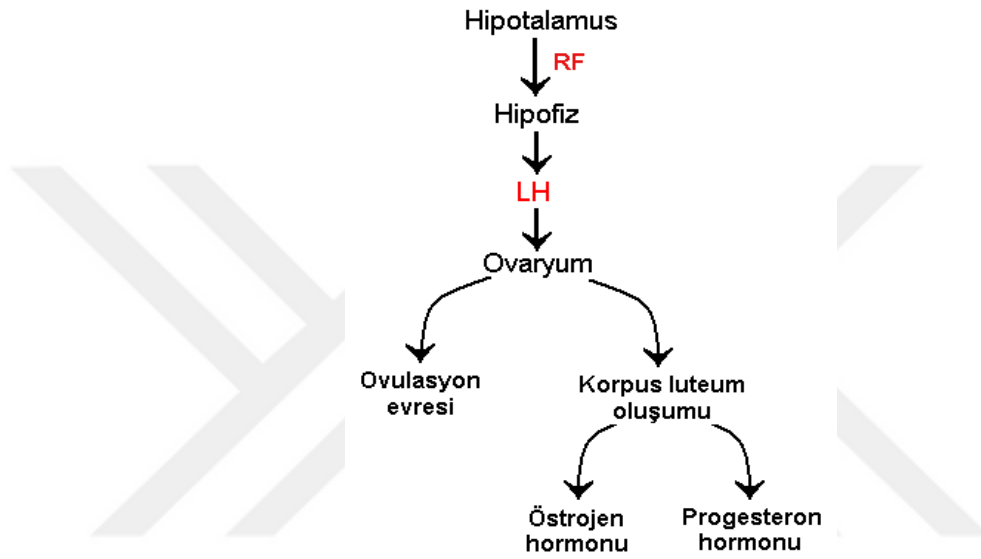 Hipotalamus
RF
Hipofiz
LH
Ovaryum
Ovulasyon
evresi
Korpus luteum
oluşumu
Östrojen
hormonu
Progesteron
hormonu